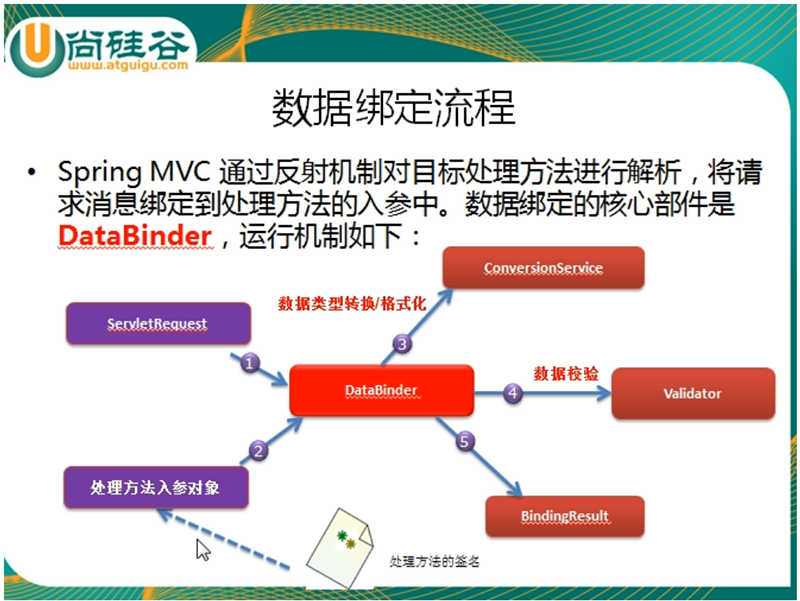 尚硅谷
www.atguigu.com
数据绑定流程
• Spring MVC 通过反射机制对目标处理方法进行解析，将请
求消息绑定到处理方法的入参中。数据绑定的核心部件是
DataBinder，运行机制如下：
ConversionService
数据类型转换/格式化
ServletRequest
3
1
数据校验
DataBinder
4
Validator
2
5
处理方法入参对象
BindingResult
处理方法的签名